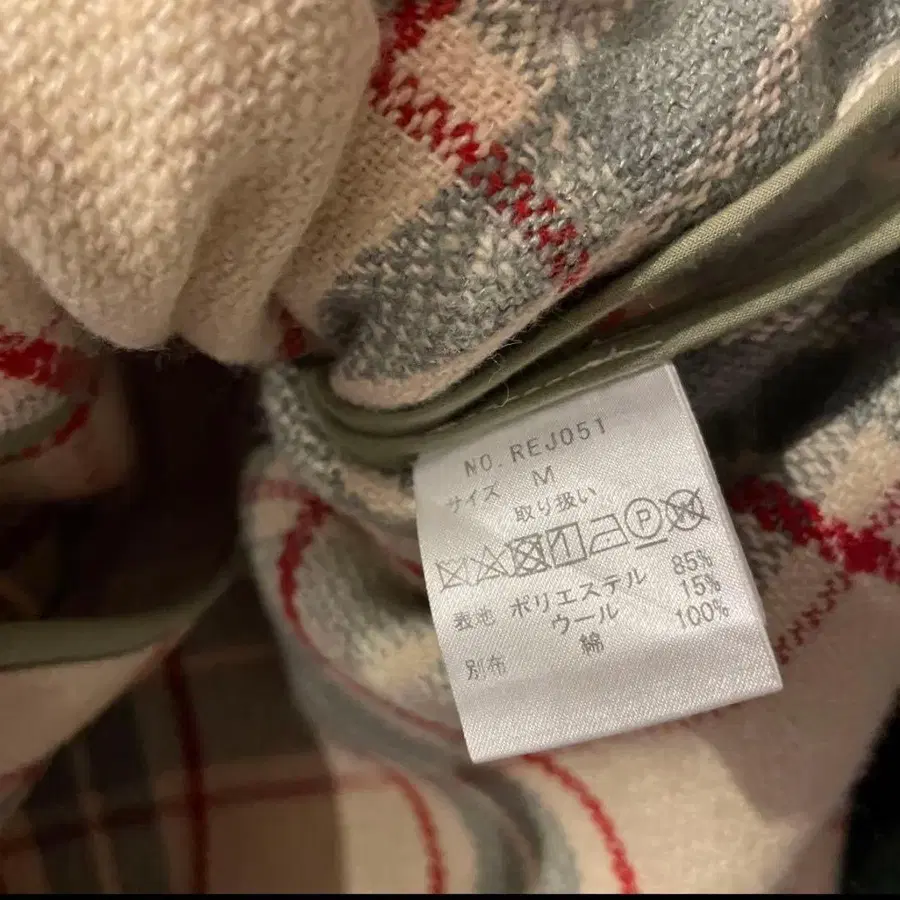 NO. REJ051
サイズ M
取り扱い
P W
表地 ポリエステル 85%
ウール 15%
別布 綿 100%